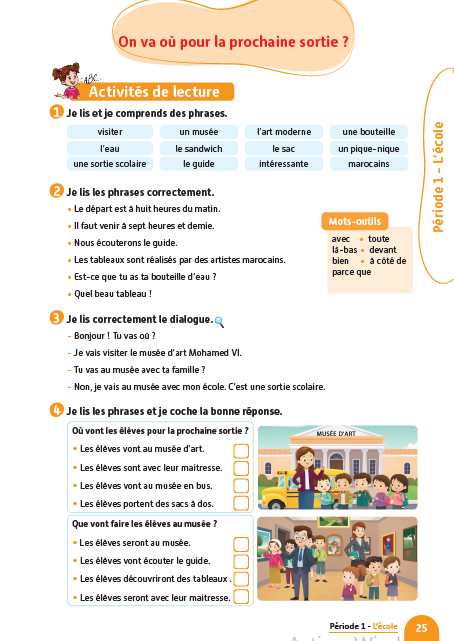 On va où pour la prochaine sortie ?
ABC
Activités de lecture
1 Je lis et je comprends des phrases.
visiter un musée l'art moderne une bouteille
l'eau le sandwich le sac un pique-nique
une sortie scolaire le guide intéressante marocains
2 Je lis les phrases correctement.
• Le départ est à huit heures du matin.
• Il faut venir à sept heures et demie.
• Nous écouterons le guide.
• Les tableaux sont réalisés par des artistes marocains.
• Est-ce que tu as ta bouteille d'eau ?
• Quel beau tableau !
Mots-outils
avec • toute
là-bas • devant
bien • à côté de
parce que
3 Je lis correctement le dialogue.
- Bonjour ! Tu vas où ?
- Je vais visiter le musée d'art Mohamed VI.
- Tu vas au musée avec ta famille ?
- Non, je vais au musée avec mon école. C'est une sortie scolaire.
4 Je lis les phrases et je coche la bonne réponse.
Où vont les élèves pour la prochaine sortie ?
• Les élèves vont au musée d'art.
• Les élèves sont avec leur maitresse.
• Les élèves vont au musée en bus.
• Les élèves portent des sacs à dos.
MUSÉE D'ART
Que vont faire les élèves au musée ?
• Les élèves seront au musée.
• Les élèves vont écouter le guide.
• Les élèves découvriront des tableaux .
• Les élèves seront avec leur maitresse.
Période 1 - L'école
Période 1 - L'école 25